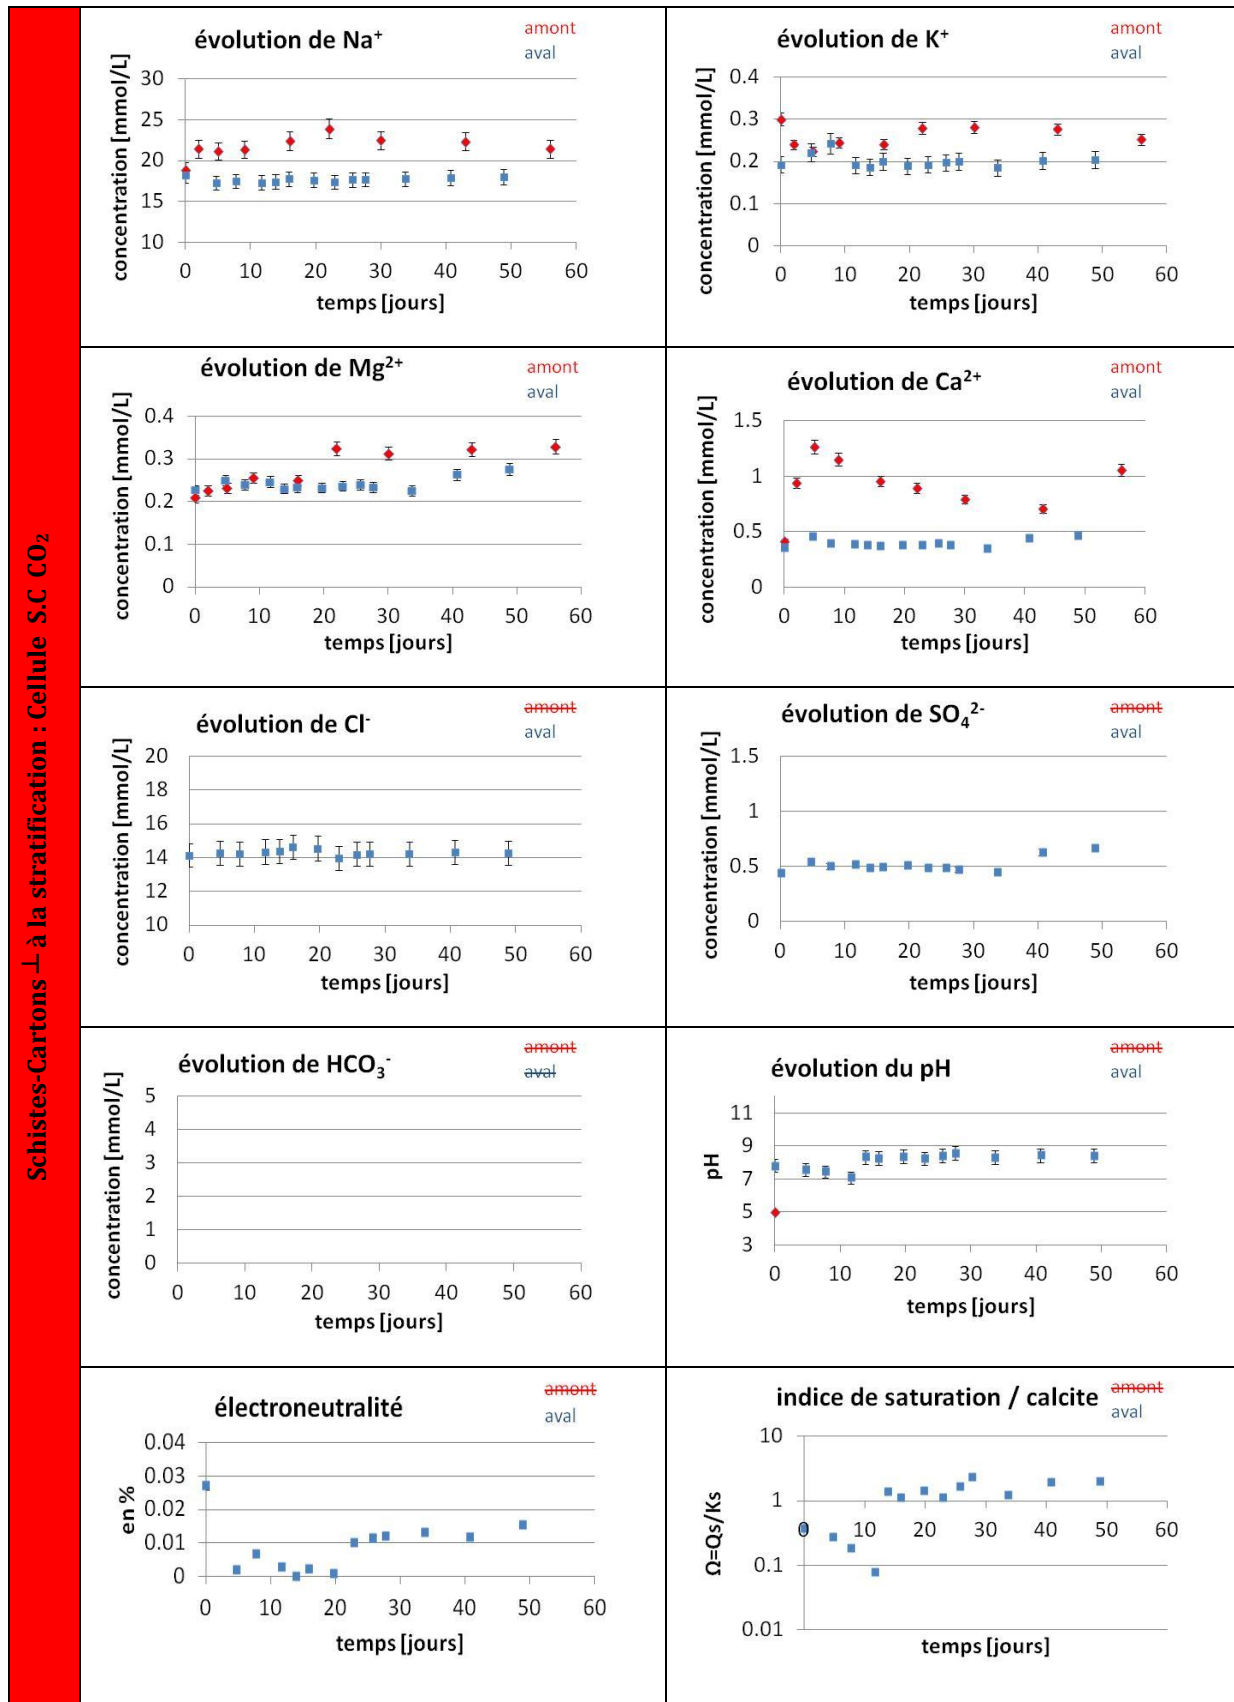 Schistes-Cartons ┴ à la stratification : Cellule S.C CO₂
évolution de Na⁺
amont
aval
concentration [mmol/L]
30
25
20
15
10
0 10 20 30 40 50 60
temps [jours]
évolution de K⁺
amont
aval
concentration [mmol/L]
0.4
0.3
0.2
0.1
0
0 10 20 30 40 50 60
temps [jours]
évolution de Mg²⁺
amont
aval
concentration [mmol/L]
0.4
0.3
0.2
0.1
0
0 10 20 30 40 50 60
temps [jours]
évolution de Ca²⁺
amont
aval
concentration [mmol/L]
1.5
1
0.5
0
0 10 20 30 40 50 60
temps [jours]
évolution de Cl⁻
amont
aval
concentration [mmol/L]
20
18
16
14
12
10
0 10 20 30 40 50 60
temps [jours]
évolution de SO₄²⁻
amont
aval
concentration [mmol/L]
1.5
1
0.5
0
0 10 20 30 40 50 60
temps [jours]
évolution de HCO₃⁻
amont
aval
concentration [mmol/L]
5
4
3
2
1
0
0 10 20 30 40 50 60
temps [jours]
évolution du pH
amont
aval
pH
11
9
7
5
3
0 10 20 30 40 50 60
temps [jours]
électroneutralité
amont
aval
en %
0.04
0.03
0.02
0.01
0
0 10 20 30 40 50 60
temps [jours]
indice de saturation / calcite
amont
aval
Ω=Qs/Ks
10
1
0.1
0.01
0 10 20 30 40 50 60
temps [jours]